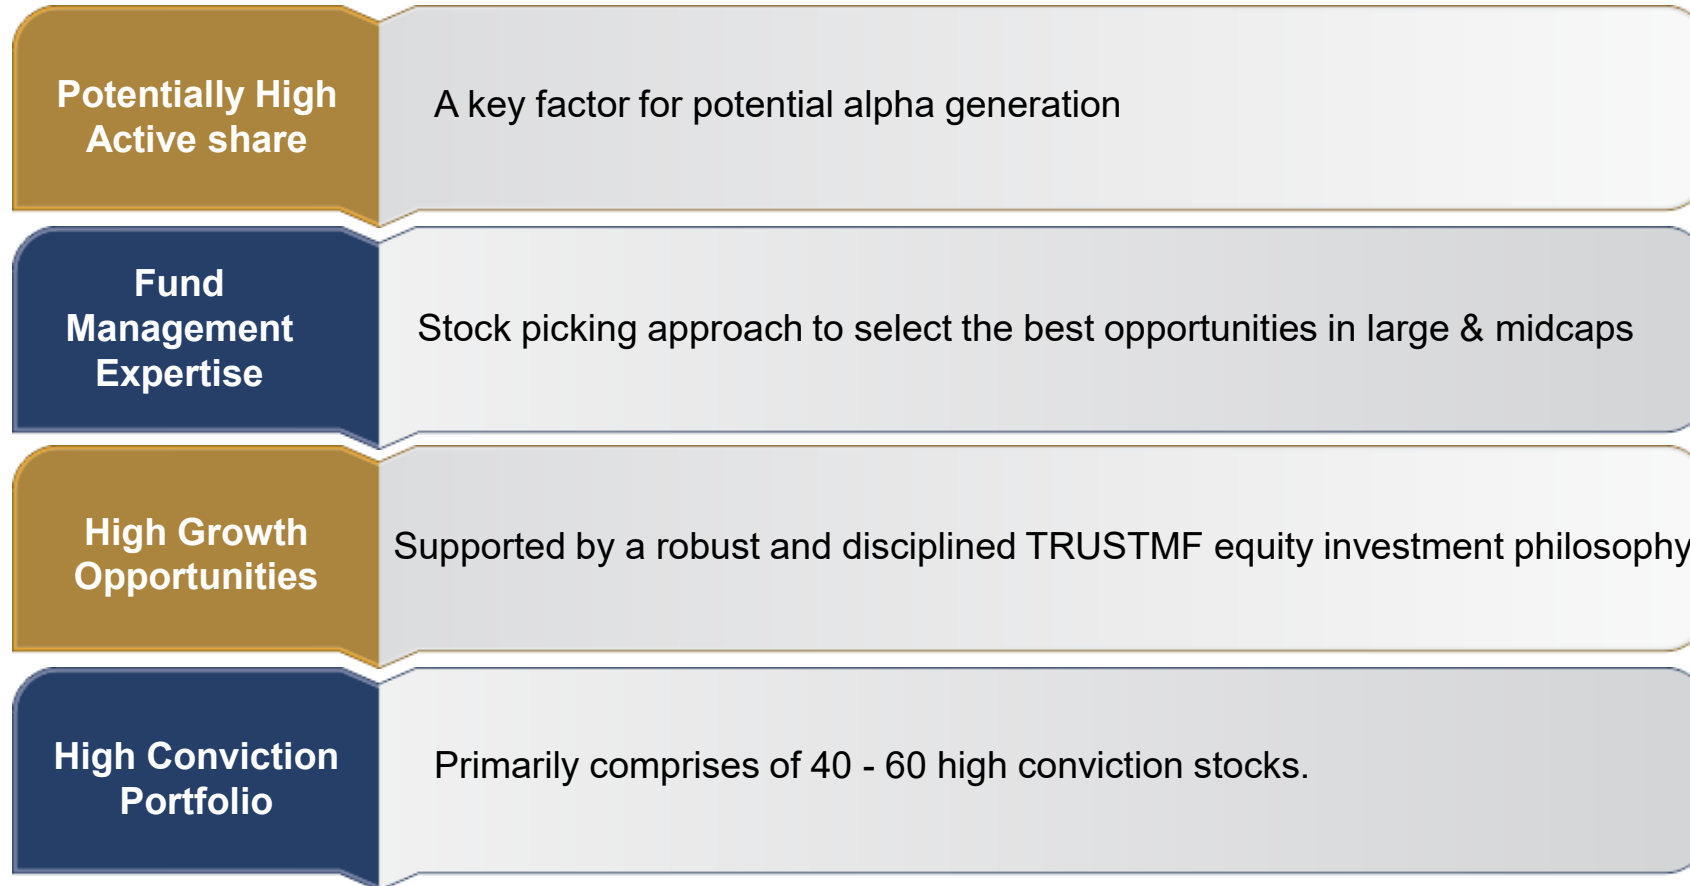 Potentially High
Active share
A key factor for potential alpha generation
Fund
Management
Expertise
Stock picking approach to select the best opportunities in large & midcaps
High Growth
Opportunities
Supported by a robust and disciplined TRUSTMF equity investment philosophy
High Conviction
Portfolio
Primarily comprises of 40 - 60 high conviction stocks.